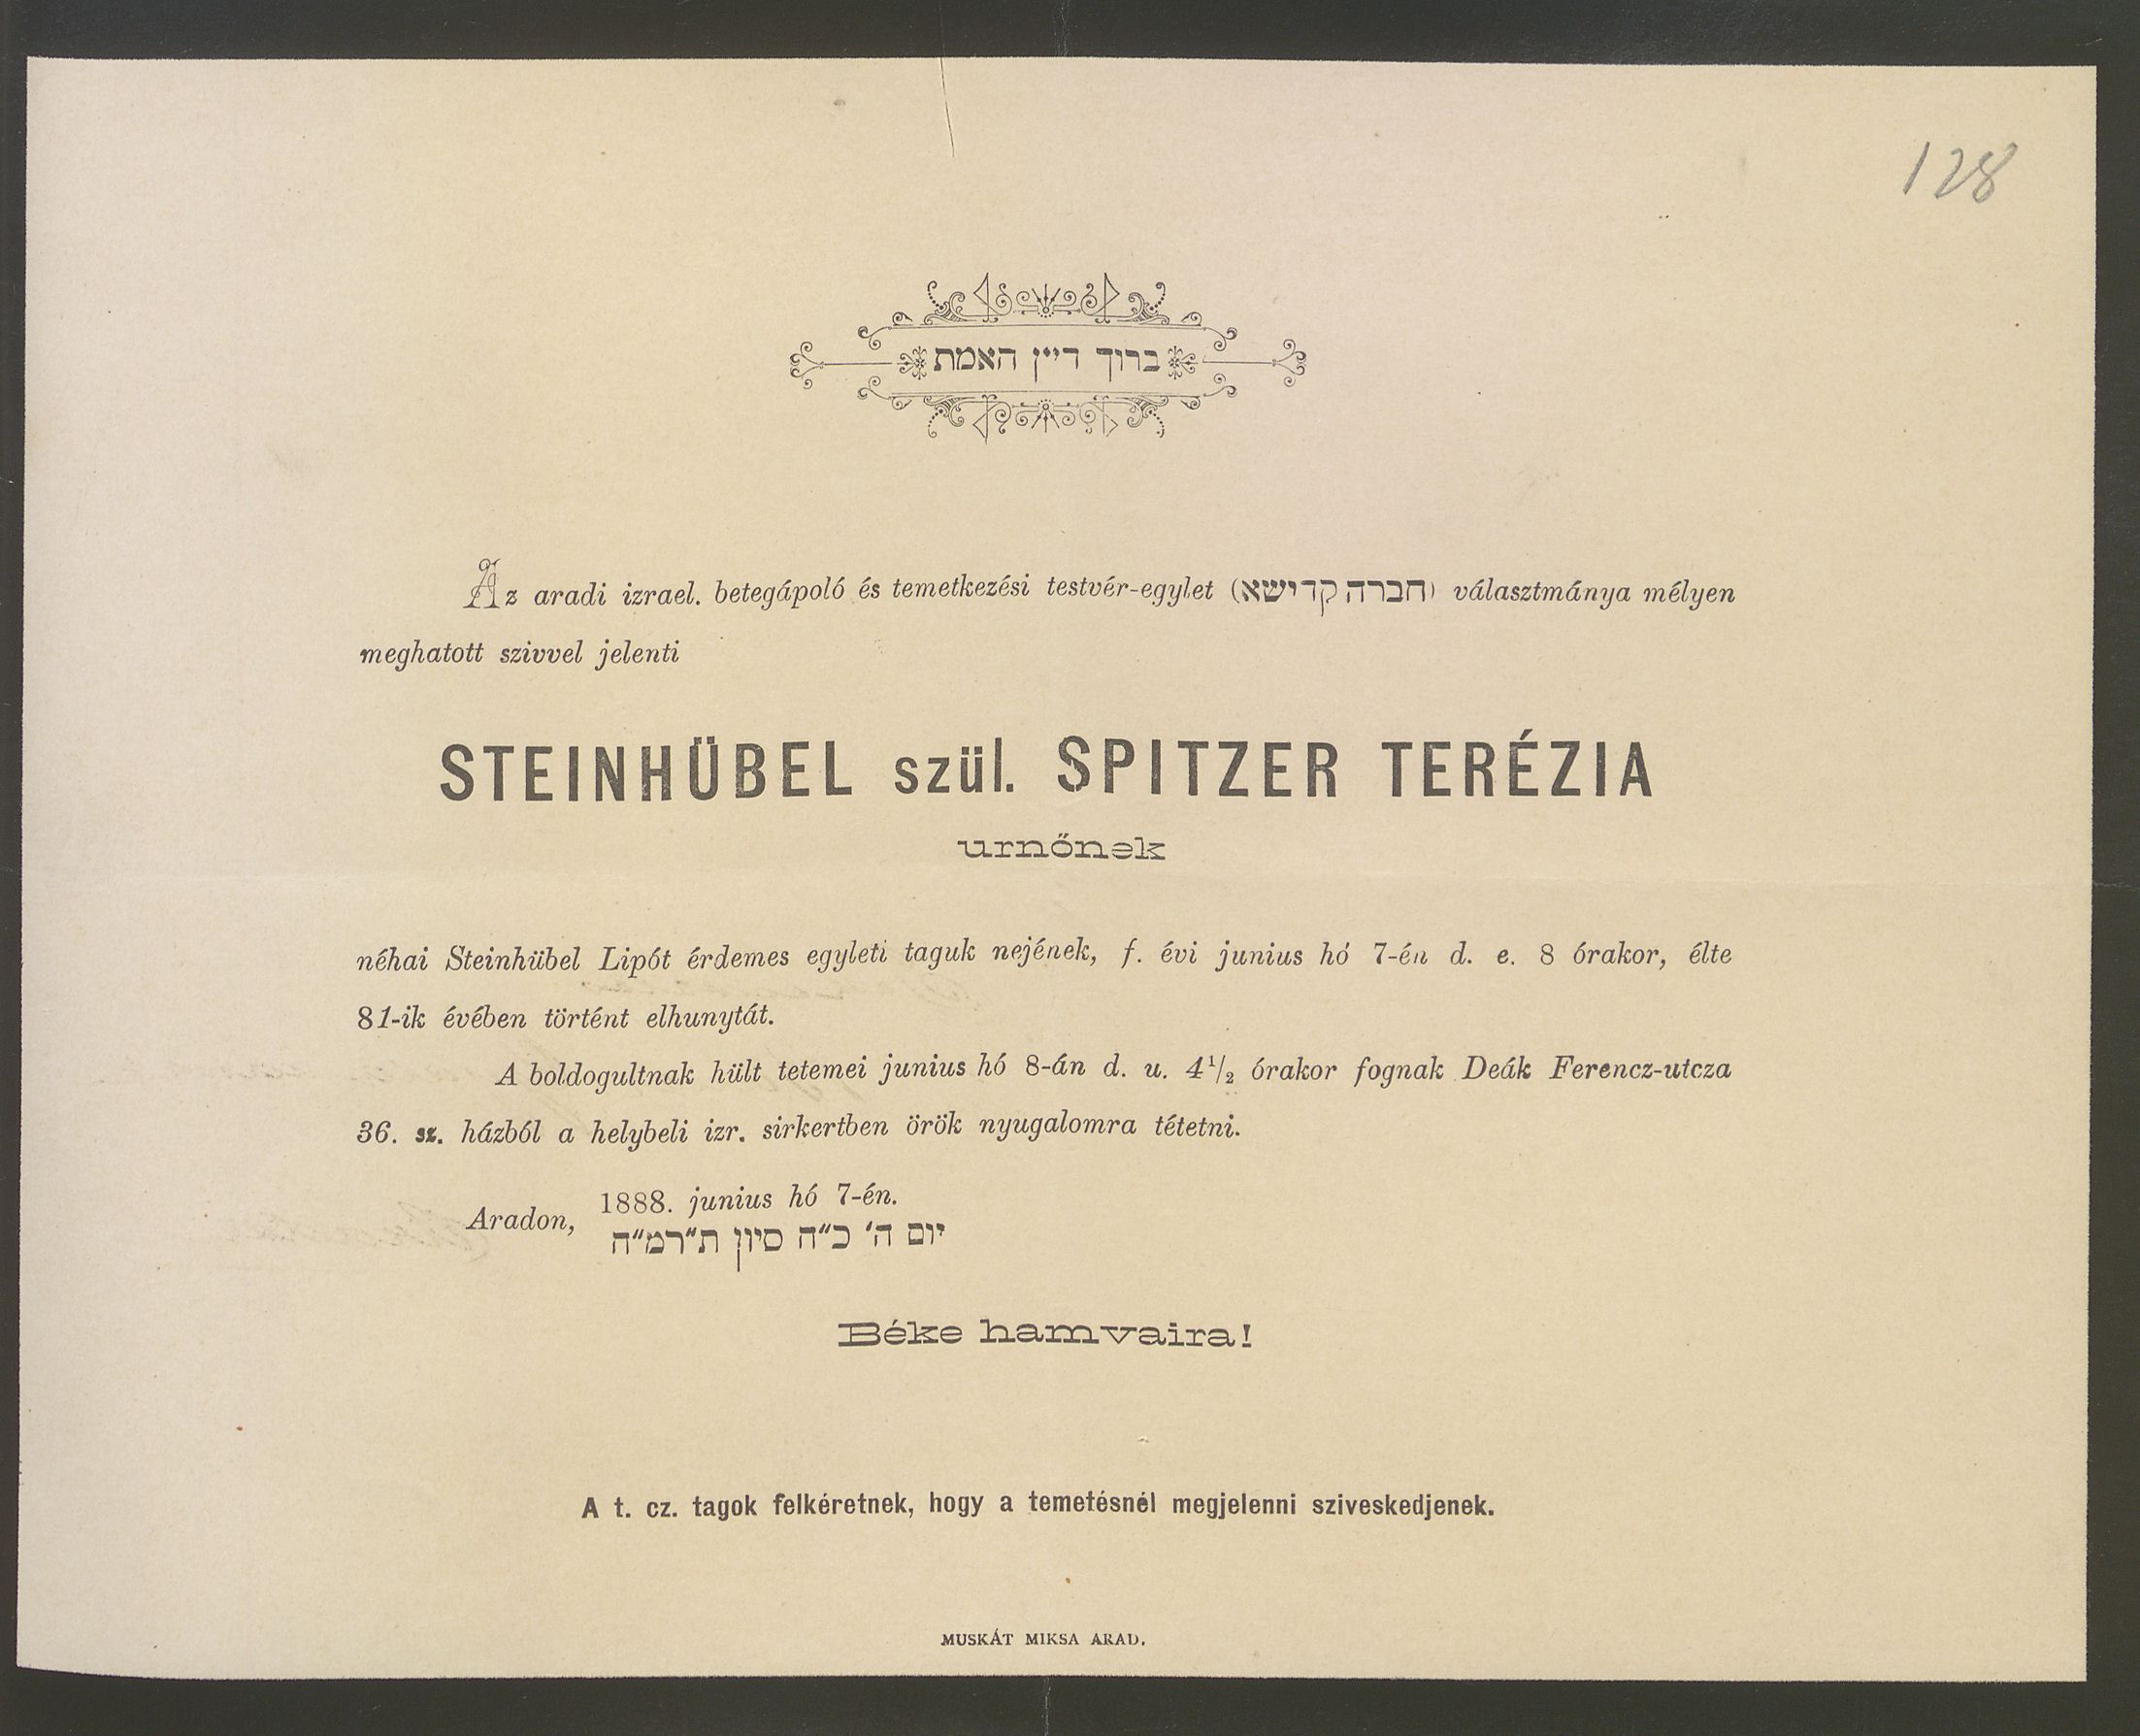 128
ברוך דיין האמת
Az aradi izrael. betegápoló és temetkezési testvér-egylet (חברה קדישא) választmánya mélyen
meghatott szivvel jelenti
STEINHÜBEL szül. SPITZER TERÉZIA
urnőnek
néhai Steinhübel Lipót érdemes egyleti taguk nejének, f. évi junius hó 7-én d. e. 8 órakor, élte
81-ik évében történt elhunytát.
A boldogultnak hült tetemei junius hó 8-án d. u. 4½ órakor fognak Deák Ferencz-utcza
36. sz. házból a helybeli izr. sirkertben örök nyugalomra tétetni.
Aradon, 1888. junius hó 7-én.
יום ה׳ כ״ח סיון ת״רמ״ח
Béke hamvaira!
A t. cz. tagok felkéretnek, hogy a temetésnél megjelenni sziveskedjenek.
MUSKÁT MIKSA ARAD.